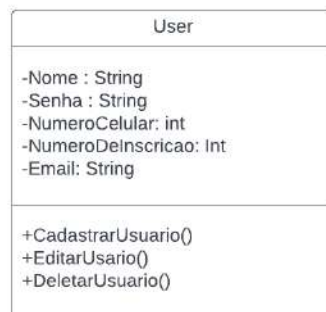 User
-Nome : String
-Senha : String
-NumeroCelular: int
-NumeroDeInscricao: Int
-Email: String
+CadastrarUsuario()
+EditarUsario()
+DeletarUsuario()